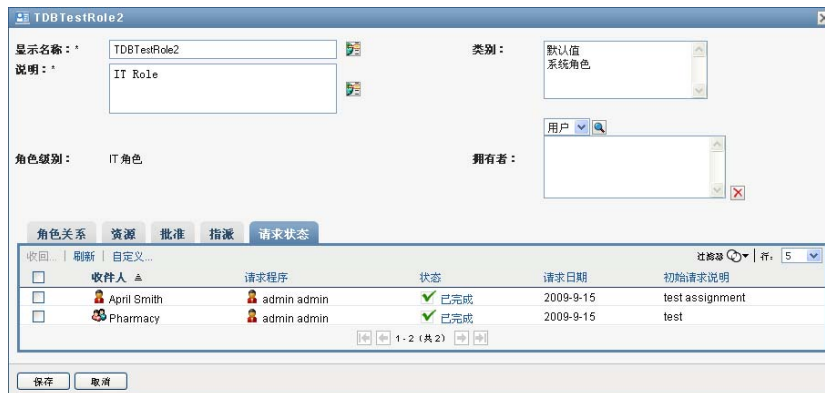 TDBTestRole2
显示名称：* TDBTestRole2 类别： 默认值
系统角色
说明：* IT Role
用户
角色级别： IT 角色 拥有者：
角色关系 资源 批准 指派 请求状态
收回... | 刷新 | 自定义... 过滤器 | 行： 5
收件人 请求程序 状态 请求日期 初始请求说明
April Smith admin admin 已完成 2009-9-15 test assignment
Pharmacy admin admin 已完成 2009-9-15 test
1 - 2 (共 2)
保存 取消